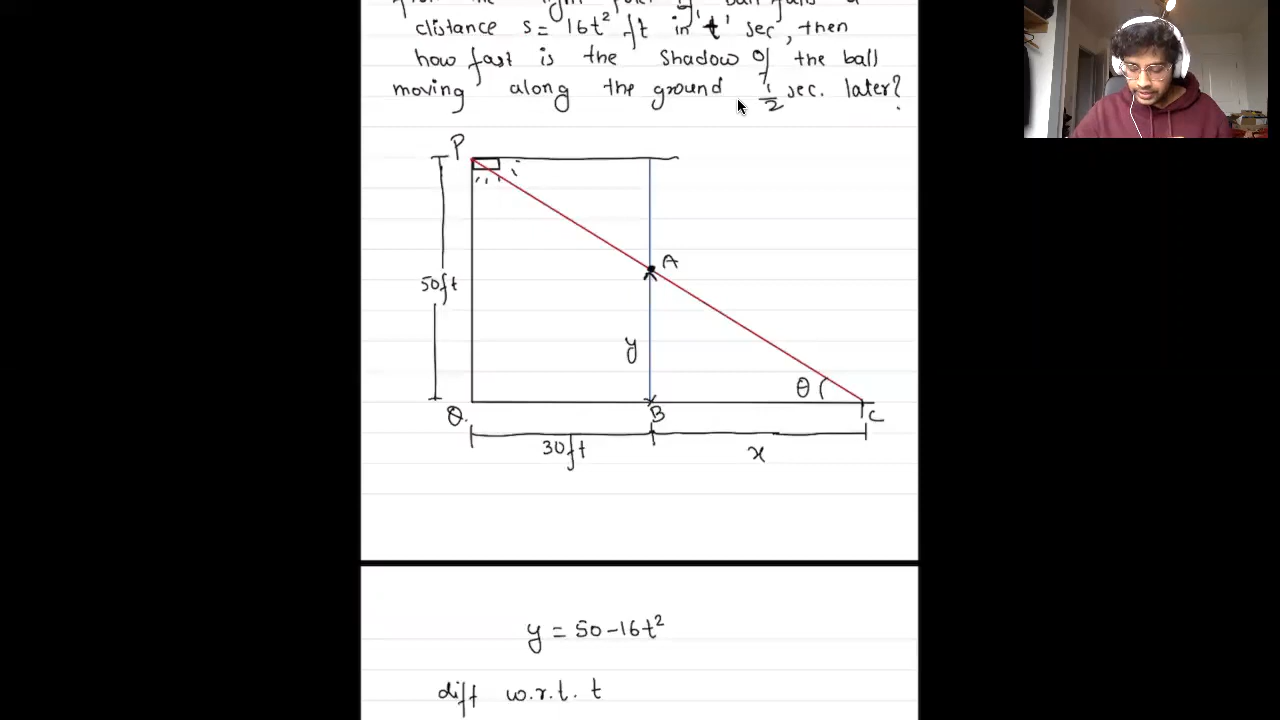 distance s = 16t² ft in 't' sec, then
how fast is the shadow of the ball
moving along the ground 1/2 sec. later?
P
A
50ft
y
θ
Q.
B
C
30ft
x
y = 50-16t²
diff w.r.t. t